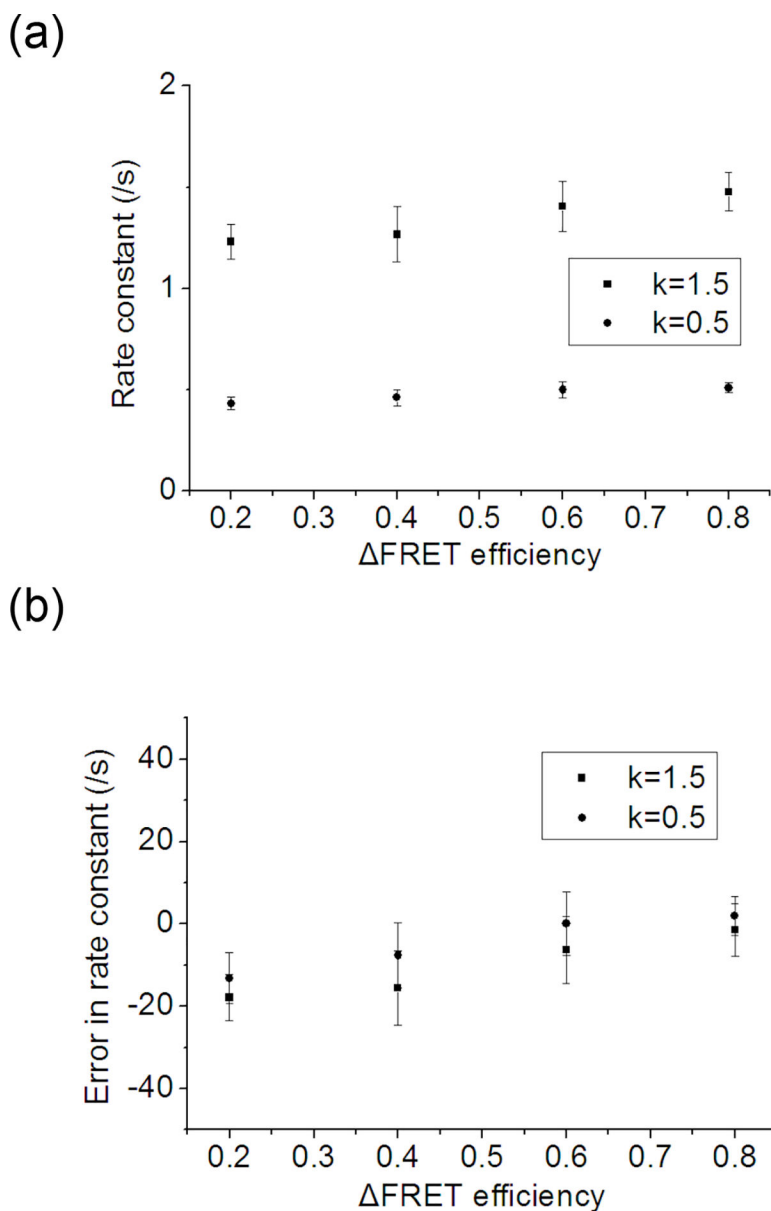 (a)
Rate constant (/s)
2
1
0
k=1.5
k=0.5
0.2 0.3 0.4 0.5 0.6 0.7 0.8
ΔFRET efficiency
(b)
Error in rate constant (/s)
40
20
0
-20
-40
k=1.5
k=0.5
0.2 0.3 0.4 0.5 0.6 0.7 0.8
ΔFRET efficiency